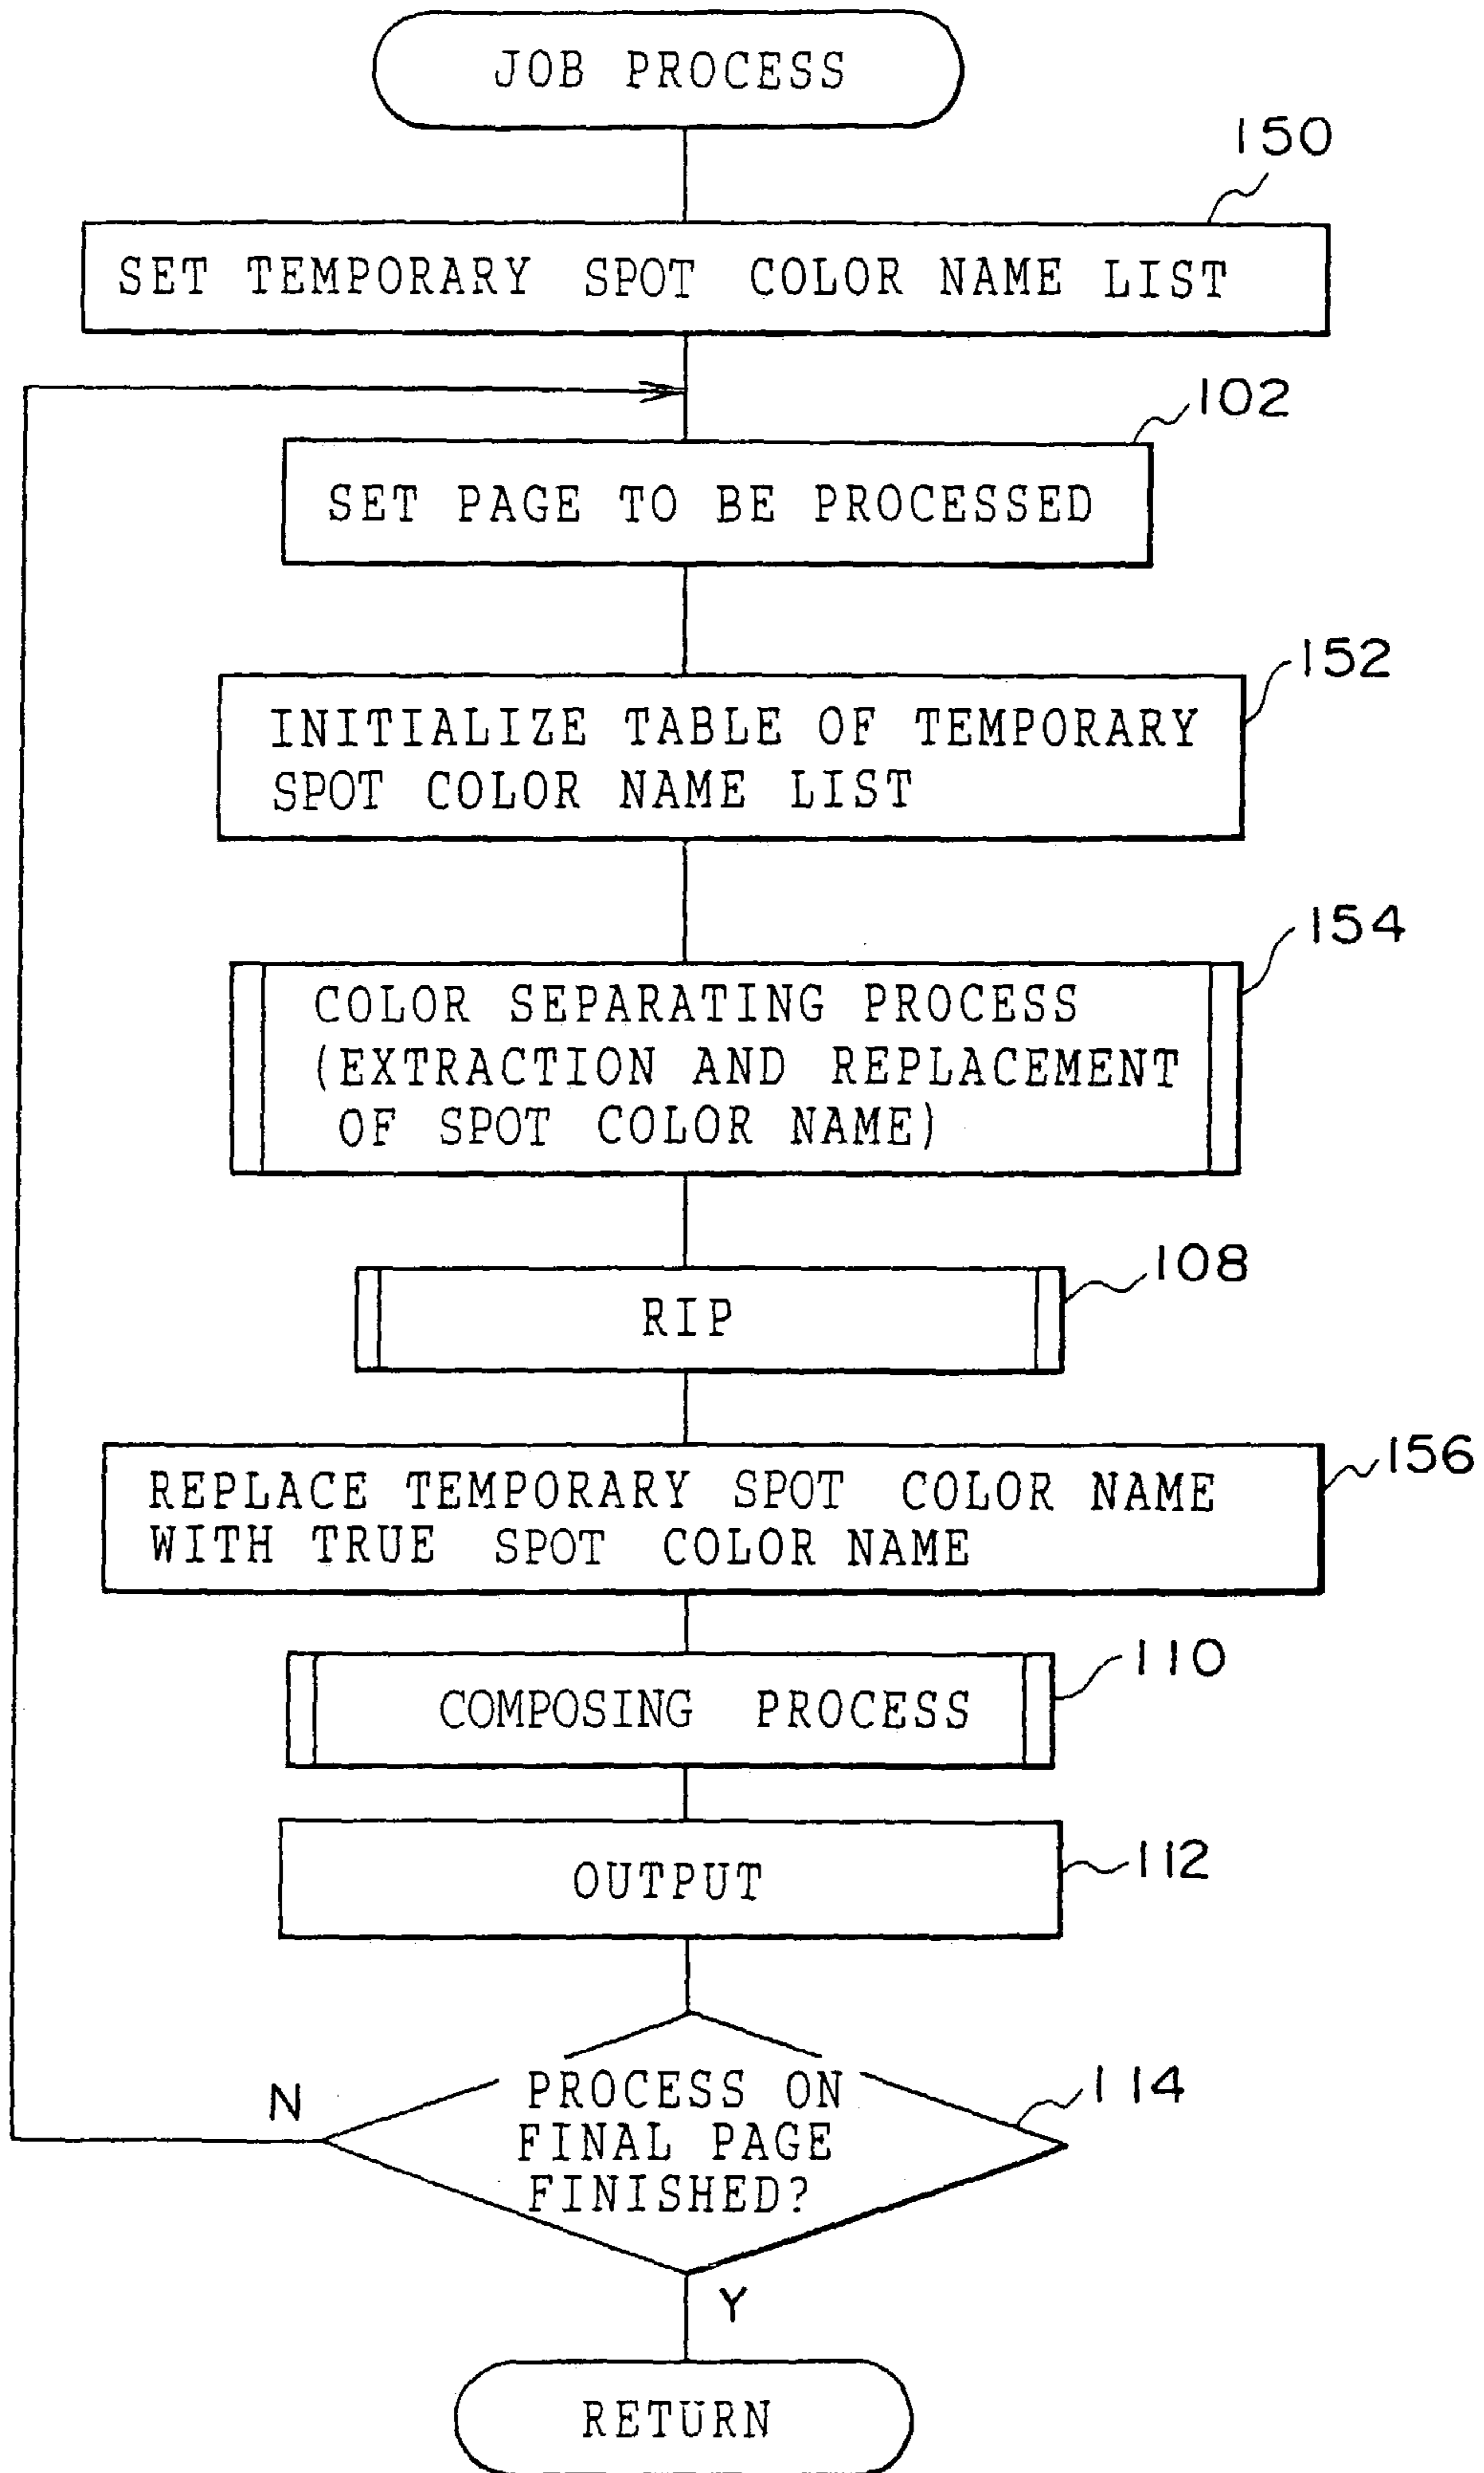 JOB PROCESS
150
SET TEMPORARY SPOT COLOR NAME LIST
102
SET PAGE TO BE PROCESSED
152
INITIALIZE TABLE OF TEMPORARY
SPOT COLOR NAME LIST
154
COLOR SEPARATING PROCESS
(EXTRACTION AND REPLACEMENT
OF SPOT COLOR NAME)
108
RIP
156
REPLACE TEMPORARY SPOT COLOR NAME
WITH TRUE SPOT COLOR NAME
110
COMPOSING PROCESS
112
OUTPUT
114
N
PROCESS ON
FINAL PAGE
FINISHED?
Y
RETURN